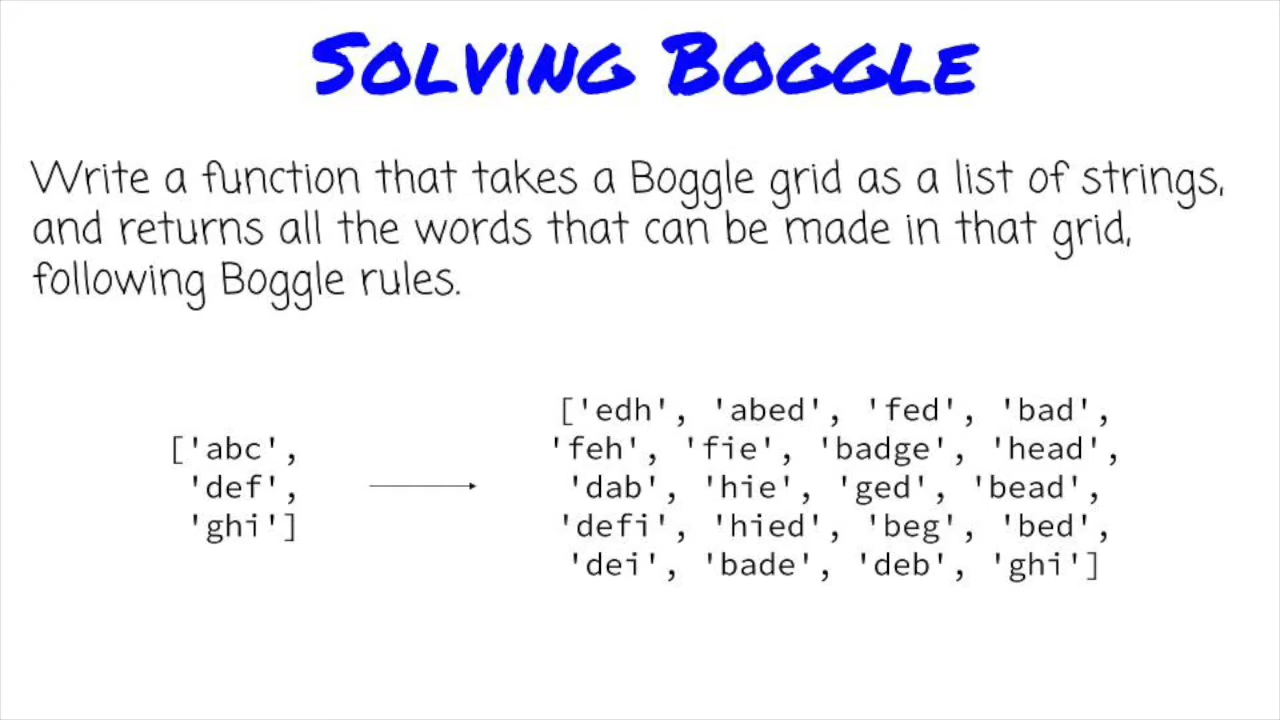 Solving Boggle
Write a function that takes a Boggle grid as a list of strings,
and returns all the words that can be made in that grid,
following Boggle rules.
['abc',
'def',
'ghi']
['edh', 'abed', 'fed', 'bad',
'feh', 'fie', 'badge', 'head',
'dab', 'hie', 'ged', 'bead',
'defi', 'hied', 'beg', 'bed',
'dei', 'bade', 'deb', 'ghi']